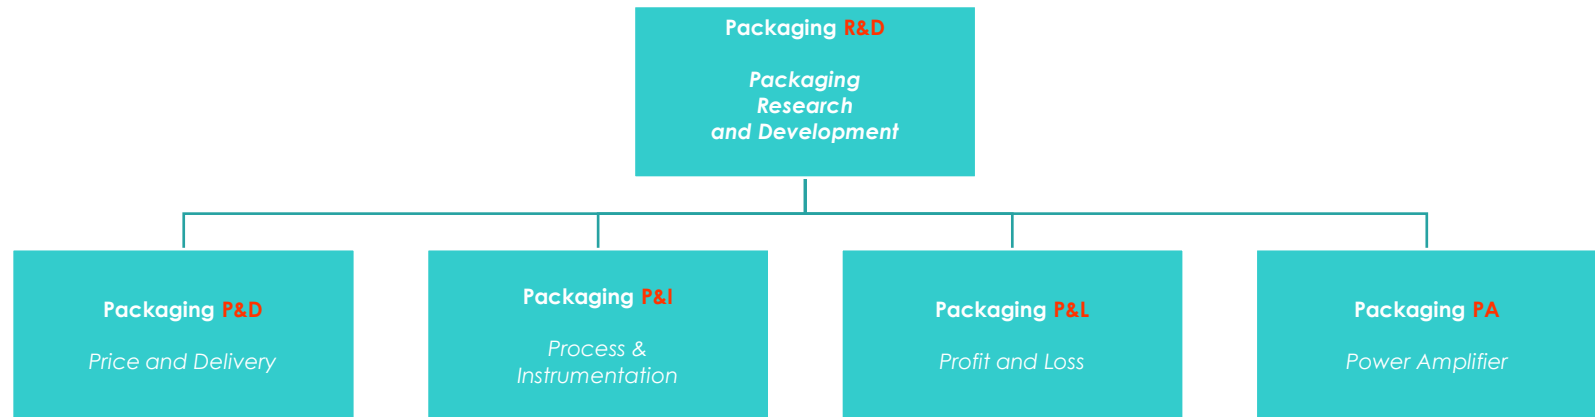 Packaging R&D
Packaging
Research
and Development
Packaging P&D
Price and Delivery
Packaging P&I
Process &
Instrumentation
Packaging P&L
Profit and Loss
Packaging PA
Power Amplifier